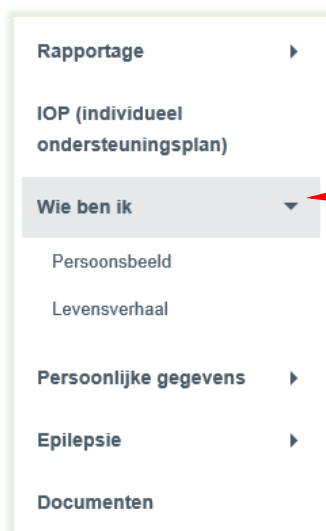 Rapportage
IOP (individueel
ondersteuningsplan)
Wie ben ik
Persoonsbeeld
Levensverhaal
Persoonlijke gegevens
Epilepsie
Documenten